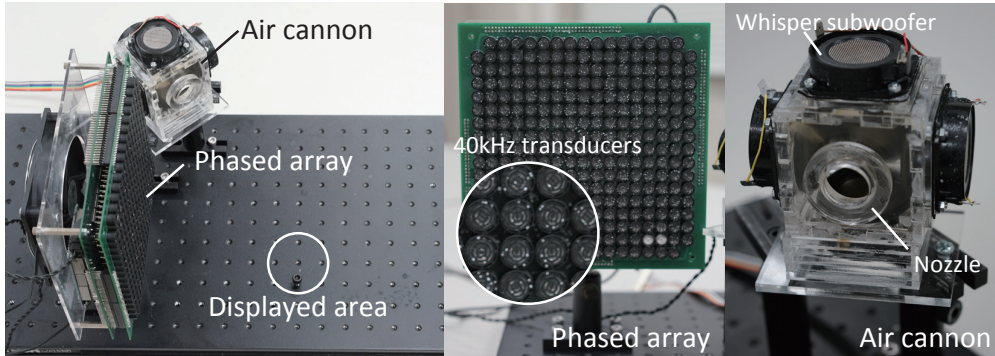 Air cannon
Phased array
Displayed area
40kHz transducers
Phased array
Whisper subwoofer
Nozzle
Air cannon